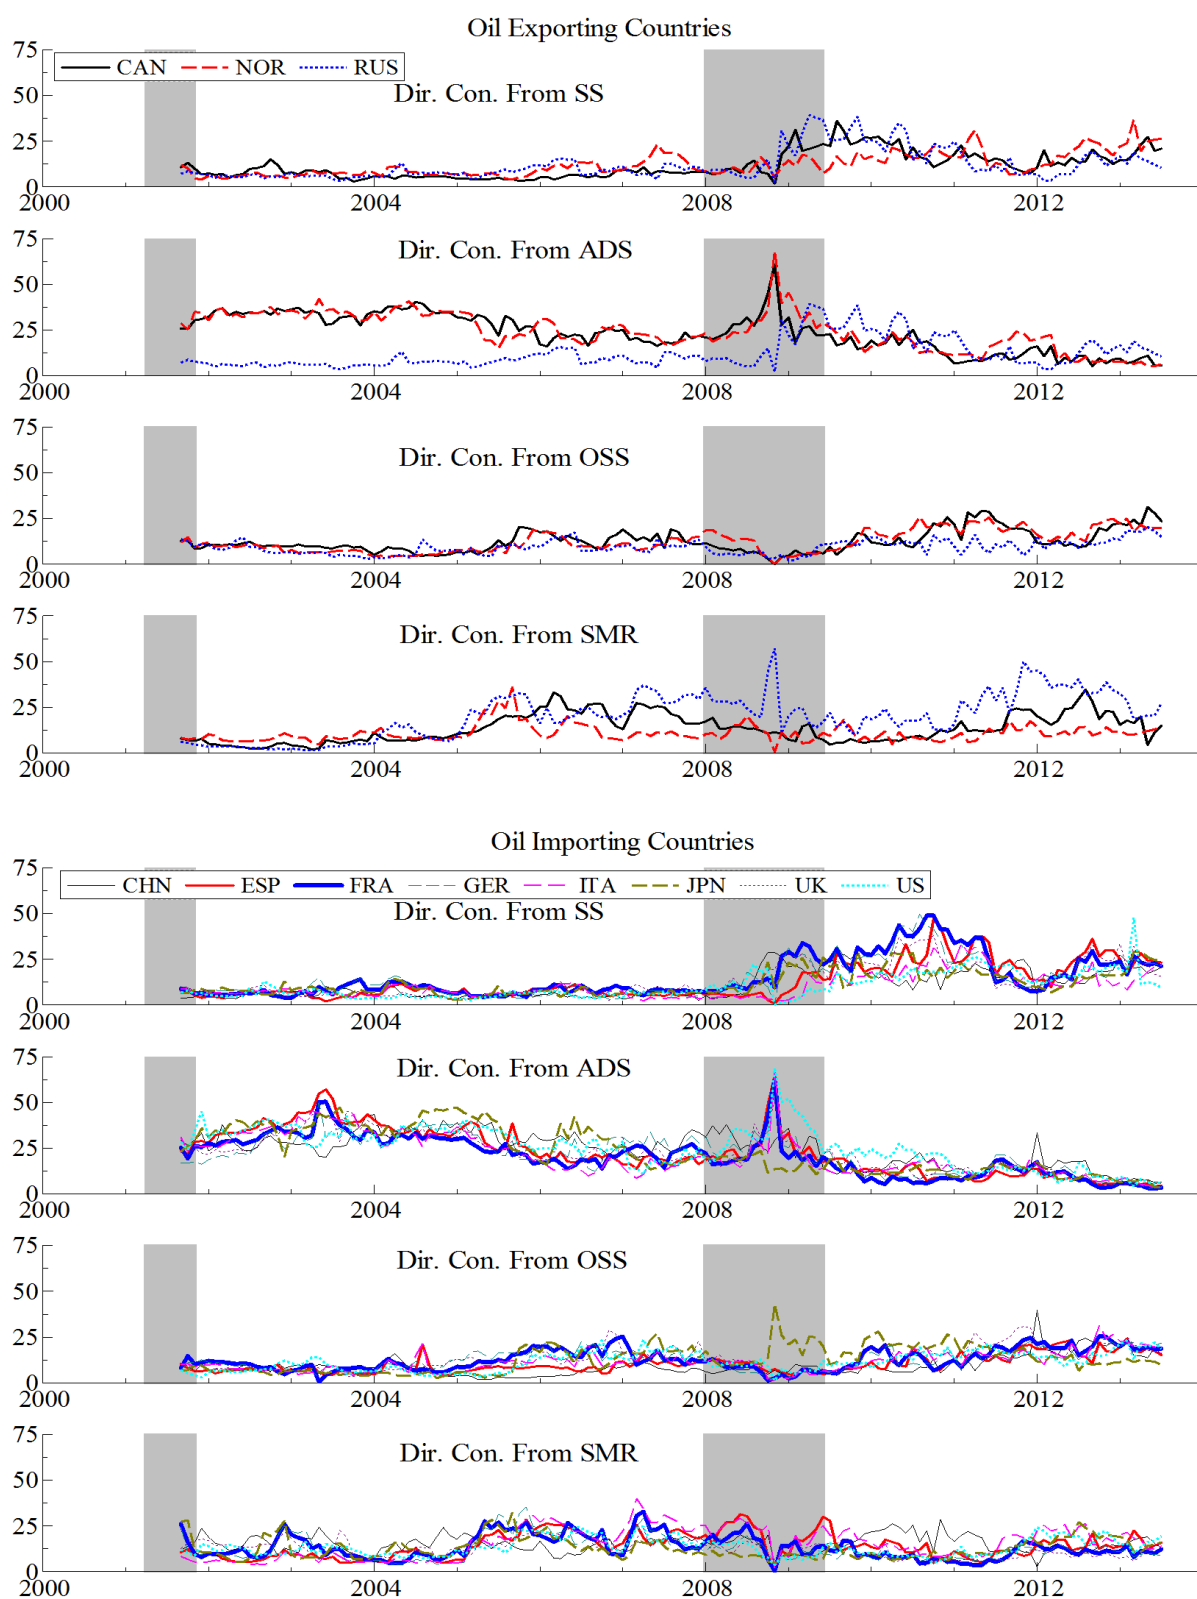 Oil Exporting Countries
75
CAN NOR RUS
Dir. Con. From SS
50
25
0
2000 2004 2008 2012
75
Dir. Con. From ADS
50
25
0
2000 2004 2008 2012
75
Dir. Con. From OSS
50
25
0
2000 2004 2008 2012
75
Dir. Con. From SMR
50
25
0
2000 2004 2008 2012
Oil Importing Countries
75
CHN ESP FRA GER ITA JPN UK US
Dir. Con. From SS
50
25
0
2000 2004 2008 2012
75
Dir. Con. From ADS
50
25
0
2000 2004 2008 2012
75
Dir. Con. From OSS
50
25
0
2000 2004 2008 2012
75
Dir. Con. From SMR
50
25
0
2000 2004 2008 2012